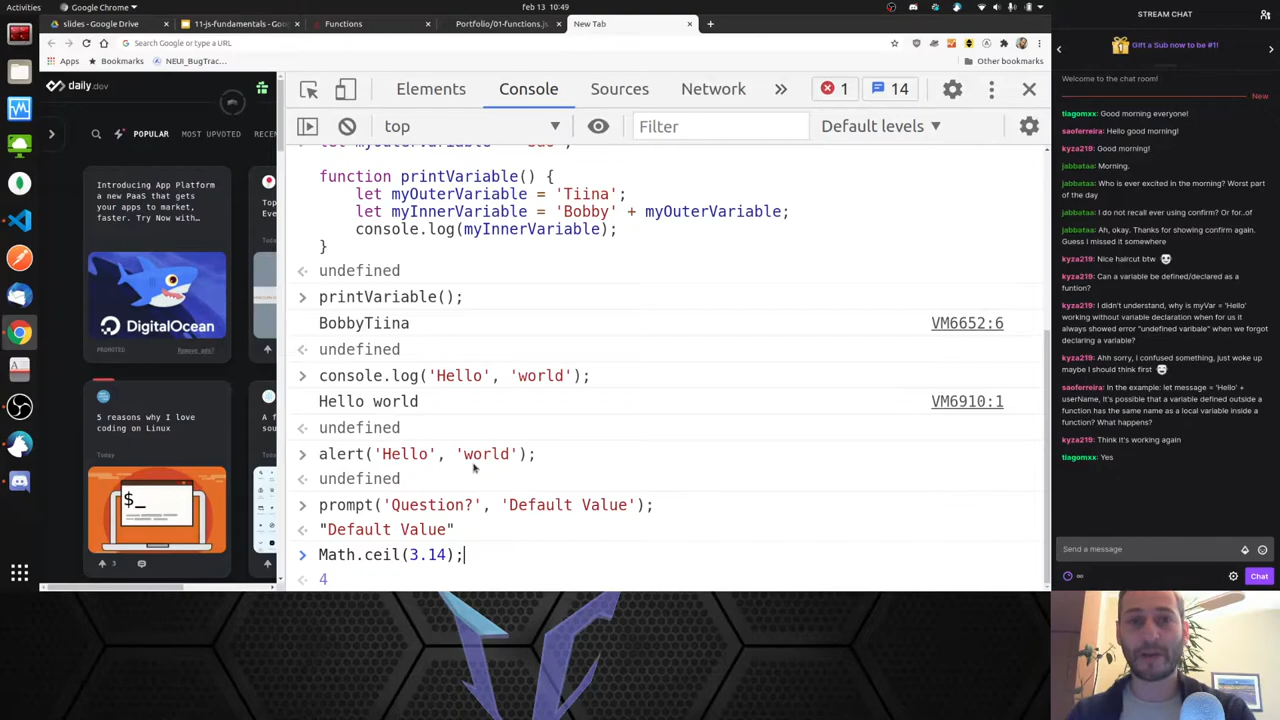 Activities
Google Chrome ▾
feb 13 10:49
slides - Google Drive
11-js-fundamentals - Goog
Functions
Portfolio/01-functions.js
New Tab
Search Google or type a URL
Apps
Bookmarks
NEUI_BugTrac...
Other bookmarks
daily.dev
POPULAR
MOST UPVOTED
RECEN
Introducing App Platform
a new PaaS that gets
your apps to market,
faster. Try Now with…
DigitalOcean
PROMOTED
Remove ads?
5 reasons why I love
coding on Linux
Today
$_
3
Elements
Console
Sources
Network
»
1
14
top
Filter
Default levels
function printVariable() {
let myOuterVariable = 'Tiina';
let myInnerVariable = 'Bobby' + myOuterVariable;
console.log(myInnerVariable);
}
undefined
printVariable();
BobbyTiina
VM6652:6
undefined
console.log('Hello', 'world');
Hello world
VM6910:1
undefined
alert('Hello', 'world');
undefined
prompt('Question?', 'Default Value');
"Default Value"
Math.ceil(3.14);
4
STREAM CHAT
Gift a Sub now to be #1!
Welcome to the chat room!
New
tiagomxx: Good morning everyone!
saoferreira: Hello good morning!
kyza219: Good morning!
jabbataa: Morning.
jabbataa: Who is ever excited in the morning? Worst part
of the day
jabbataa: I do not recall ever using confirm? Or for..of
jabbataa: Ah, okay. Thanks for showing confirm again.
Guess I missed it somewhere
kyza219: Nice haircut btw
kyza219: Can a variable be defined/declared as a
funtion?
kyza219: I didn't understand, why is myVar = 'Hello'
working without variable declaration when for us it
always showed error "undefined varibale" when we forgot
declaring a variable?
kyza219: Ahh sorry, I confused something, just woke up
maybe I should think first
saoferreira: In the example: let message = 'Hello' +
userName, It's possible that a variable defined outside a
function has the same name as a local variable inside a
function? What happens?
kyza219: Think it's working again
tiagomxx: Yes
Send a message
∞
Chat